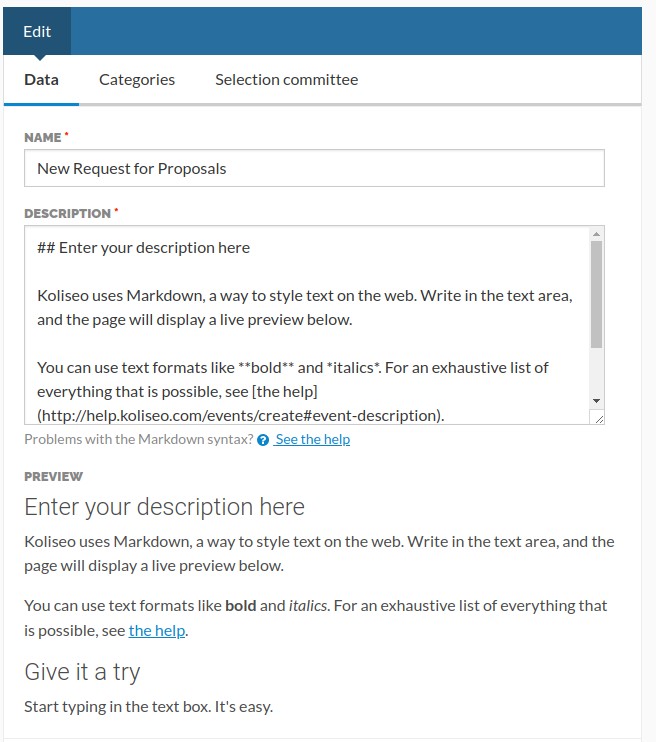 Edit
Data Categories Selection committee
NAME *
New Request for Proposals
DESCRIPTION *
## Enter your description here
Koliseo uses Markdown, a way to style text on the web. Write in the text area,
and the page will display a live preview below.
You can use text formats like **bold** and *italics*. For an exhaustive list of
everything that is possible, see [the help]
(http://help.koliseo.com/events/create#event-description).
Problems with the Markdown syntax? ? See the help
PREVIEW
Enter your description here
Koliseo uses Markdown, a way to style text on the web. Write in the text area, and the
page will display a live preview below.
You can use text formats like bold and italics. For an exhaustive list of everything that
is possible, see the help.
Give it a try
Start typing in the text box. It's easy.